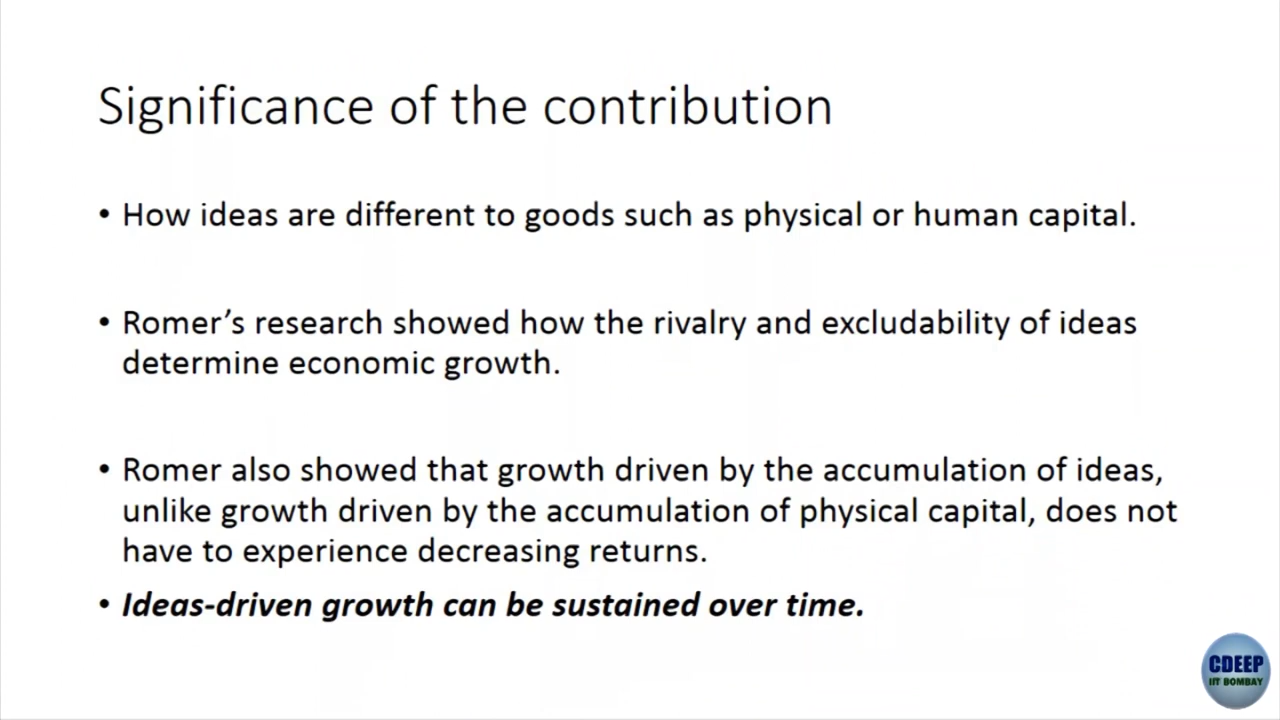 Significance of the contribution
• How ideas are different to goods such as physical or human capital.
• Romer’s research showed how the rivalry and excludability of ideas
determine economic growth.
• Romer also showed that growth driven by the accumulation of ideas,
unlike growth driven by the accumulation of physical capital, does not
have to experience decreasing returns.
• Ideas-driven growth can be sustained over time.
CDEEP
IIT BOMBAY